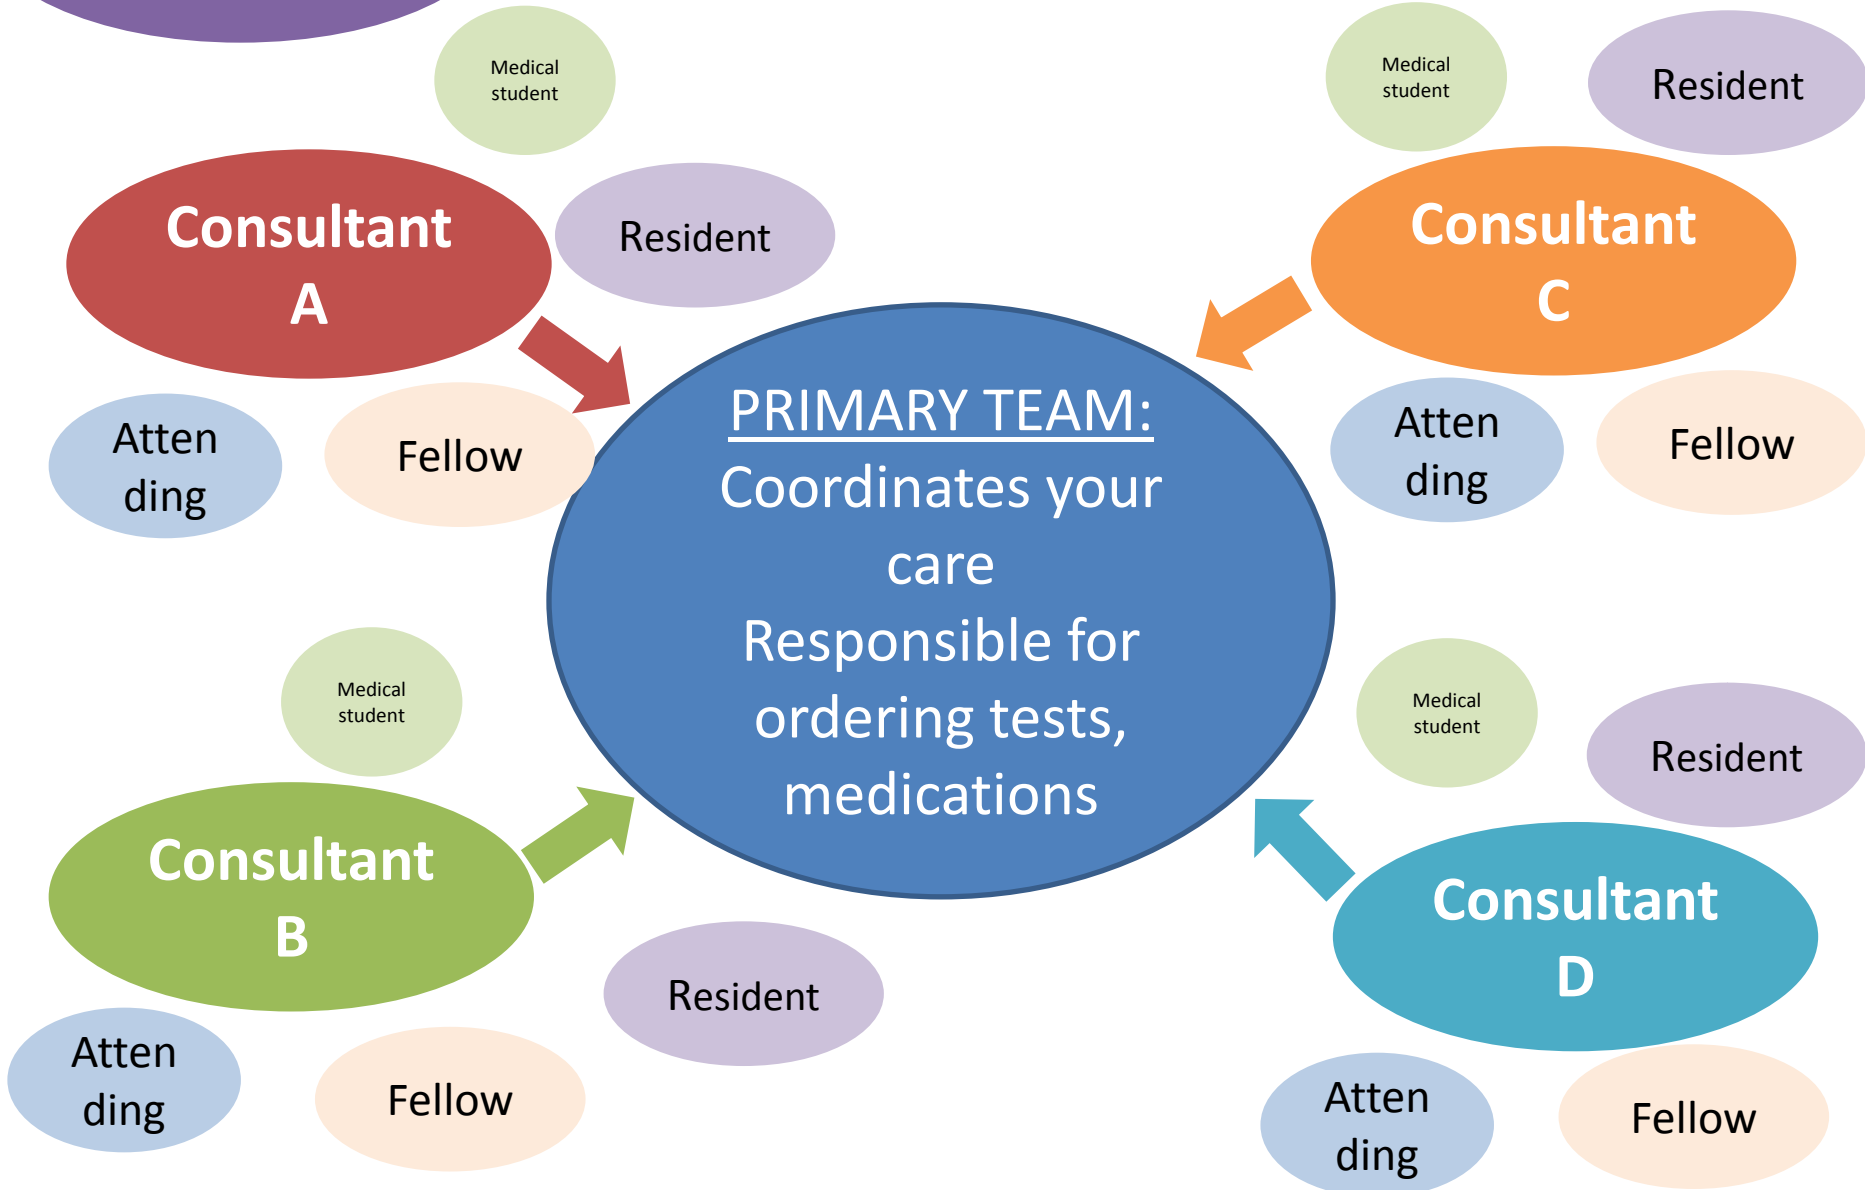 Medical
student
Resident
Consultant
A
Atten
ding
Fellow
Medical
student
Resident
Consultant
C
Atten
ding
Fellow
PRIMARY TEAM:
Coordinates your
care
Responsible for
ordering tests,
medications
Medical
student
Consultant
B
Resident
Atten
ding
Fellow
Medical
student
Resident
Consultant
D
Atten
ding
Fellow